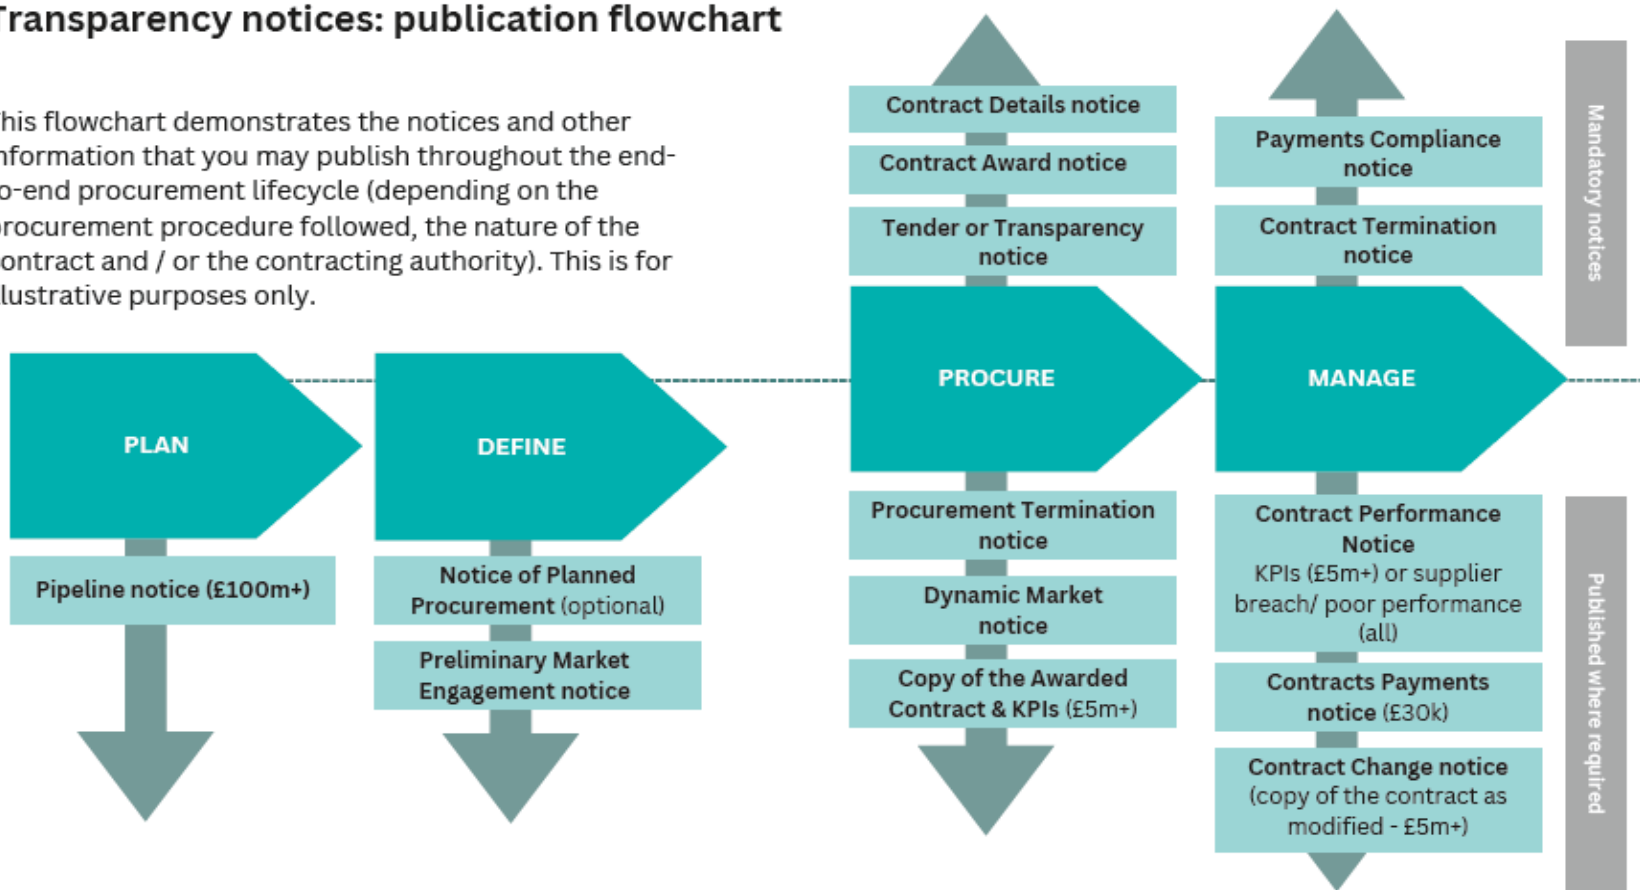 Transparency notices: publication flowchart
This flowchart demonstrates the notices and other
information that you may publish throughout the end-
to-end procurement lifecycle (depending on the
procurement procedure followed, the nature of the
contract and / or the contracting authority). This is for
illustrative purposes only.
PLAN
Pipeline notice (£100m+)
DEFINE
Notice of Planned
Procurement (optional)
Preliminary Market
Engagement notice
Contract Details notice
Contract Award notice
Tender or Transparency
notice
PROCURE
Procurement Termination
notice
Dynamic Market
notice
Copy of the Awarded
Contract & KPIs (£5m+)
Payments Compliance
notice
Contract Termination
notice
MANAGE
Contract Performance
Notice
KPIs (£5m+) or supplier
breach/ poor performance
(all)
Contracts Payments
notice (£30k)
Contract Change notice
(copy of the contract as
modified - £5m+)
Mandatory notices
Published where required